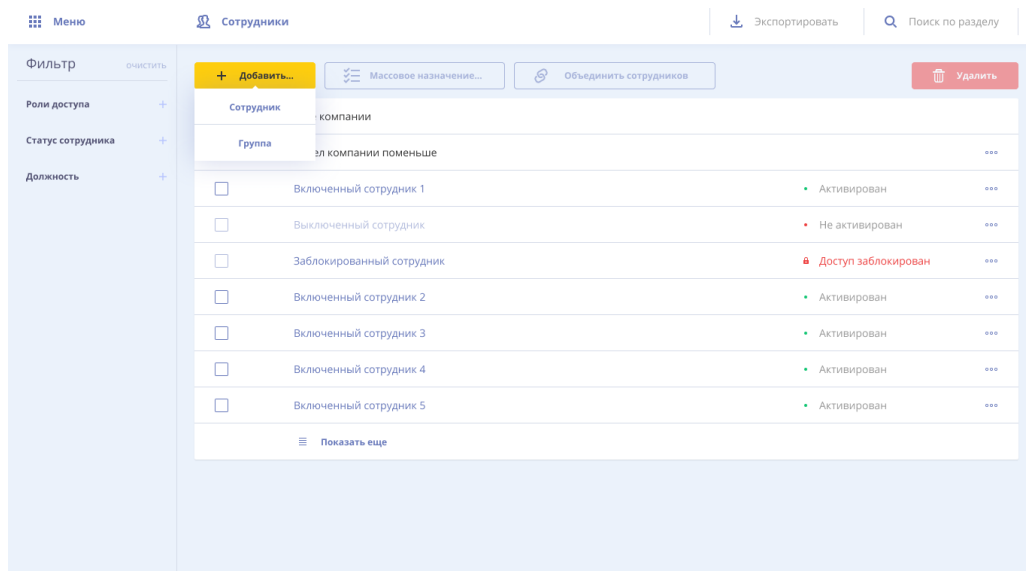 Меню
Сотрудники
Экспортировать
Поиск по разделу
Фильтр
очистить
Роли доступа
Статус сотрудника
Должность
Добавить...
Массовое назначение...
Объединить сотрудников
Удалить
Сотрудник
Группа
компании
компании поменьше
Включенный сотрудник 1
Активирован
Выключенный сотрудник
Не активирован
Заблокированный сотрудник
Доступ заблокирован
Включенный сотрудник 2
Активирован
Включенный сотрудник 3
Активирован
Включенный сотрудник 4
Активирован
Включенный сотрудник 5
Активирован
Показать еще